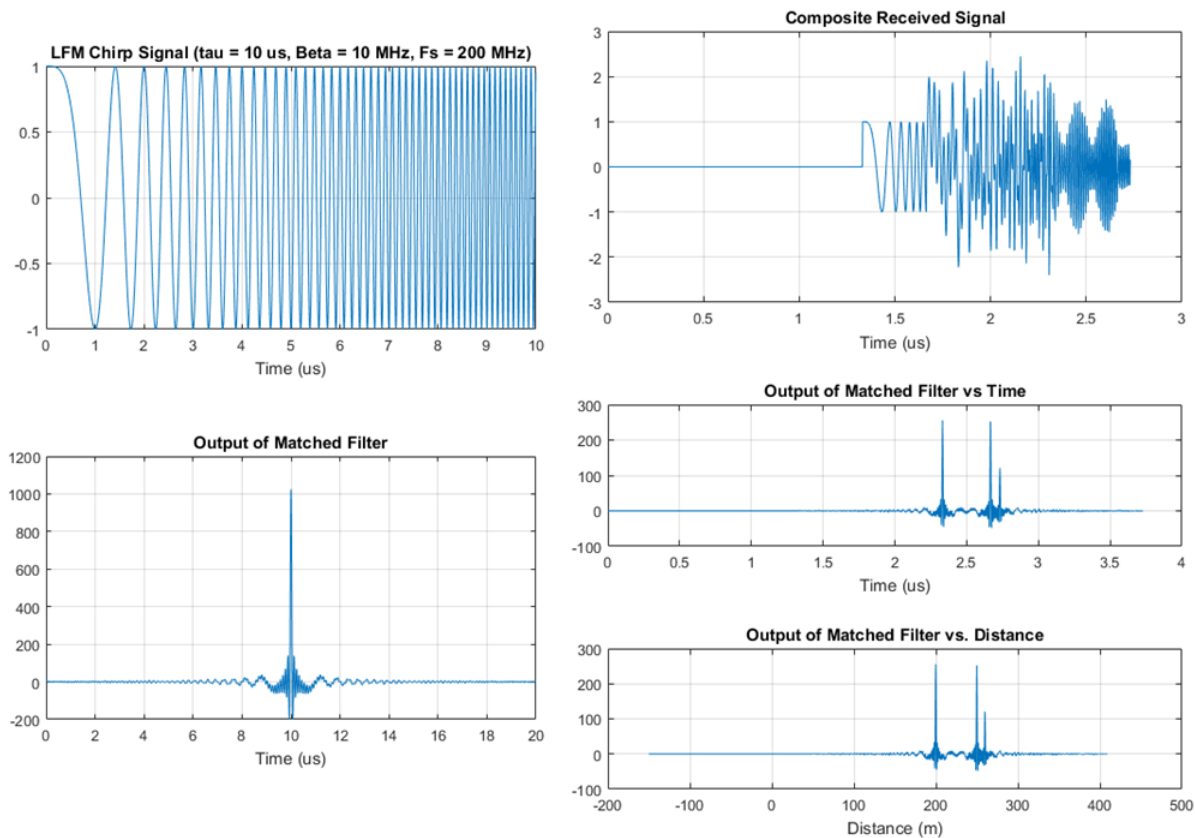 LFM Chirp Signal (tau = 10 us, Beta = 10 MHz, Fs = 200 MHz)
1
0.5
0
-0.5
-1
0 1 2 3 4 5 6 7 8 9 10
Time (us)
Output of Matched Filter
1200
1000
800
600
400
200
0
-200
0 2 4 6 8 10 12 14 16 18 20
Time (us)
Composite Received Signal
3
2
1
0
-1
-2
-3
0 0.5 1 1.5 2 2.5 3
Time (us)
Output of Matched Filter vs Time
300
200
100
0
-100
0 0.5 1 1.5 2 2.5 3 3.5 4
Time (us)
Output of Matched Filter vs. Distance
300
200
100
0
-100
-200 -100 0 100 200 300 400 500
Distance (m)